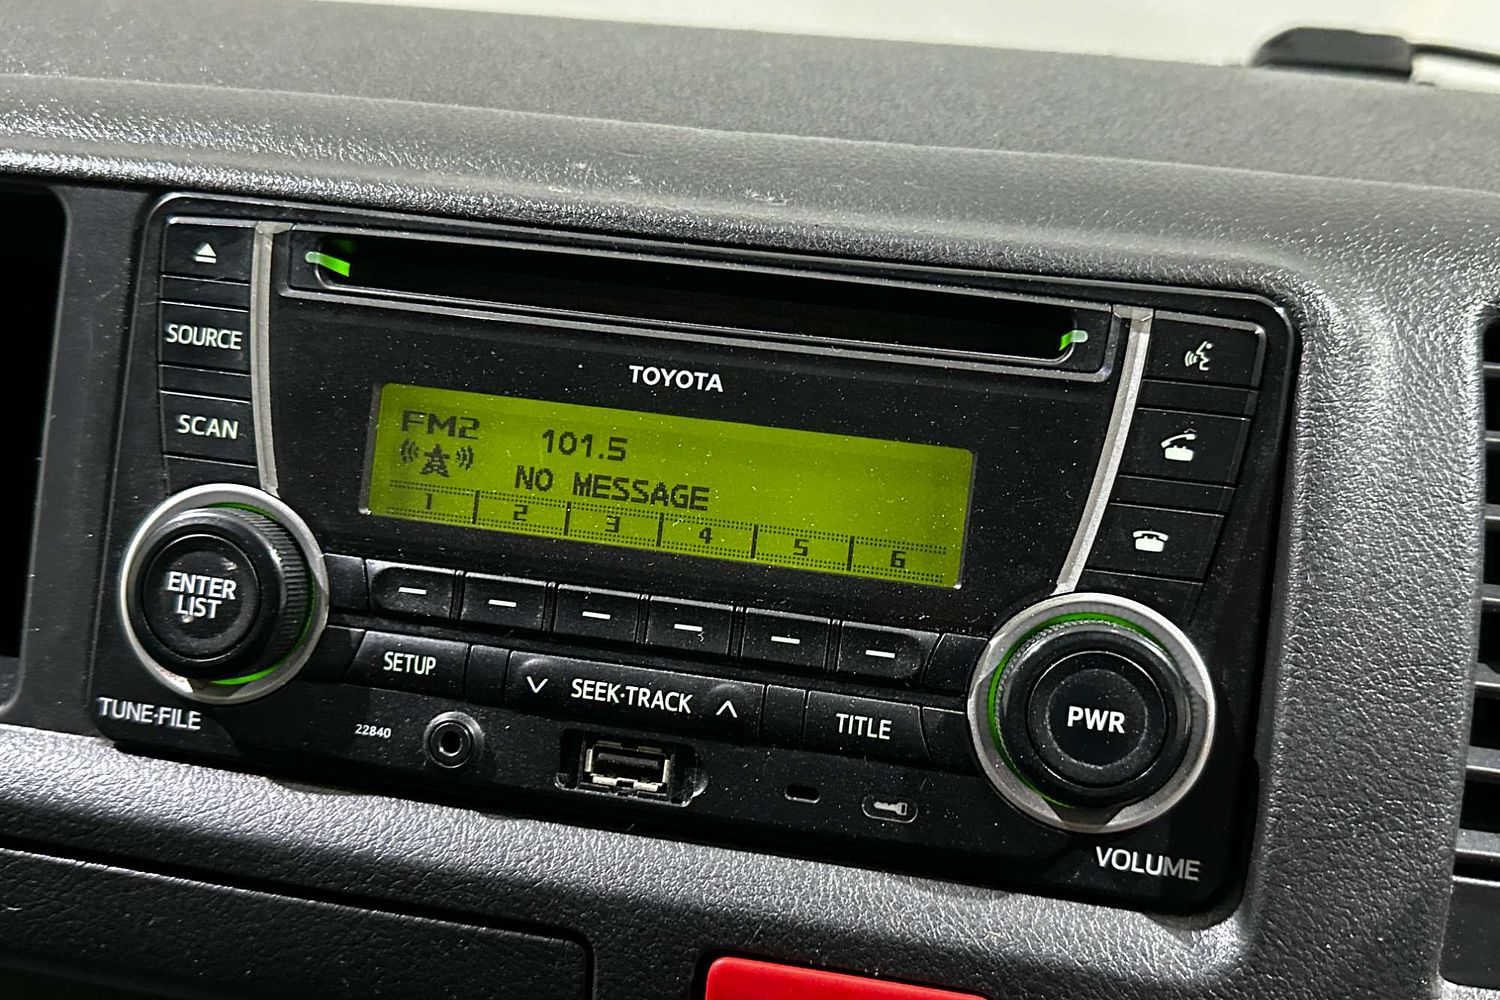 TOYOTA
SOURCE
SCAN
FM2 101.5
NO MESSAGE
1 2 3 4 5 6
ENTER
LIST
TUNE·FILE
SETUP
SEEK·TRACK
TITLE
PWR
22840
VOLUME